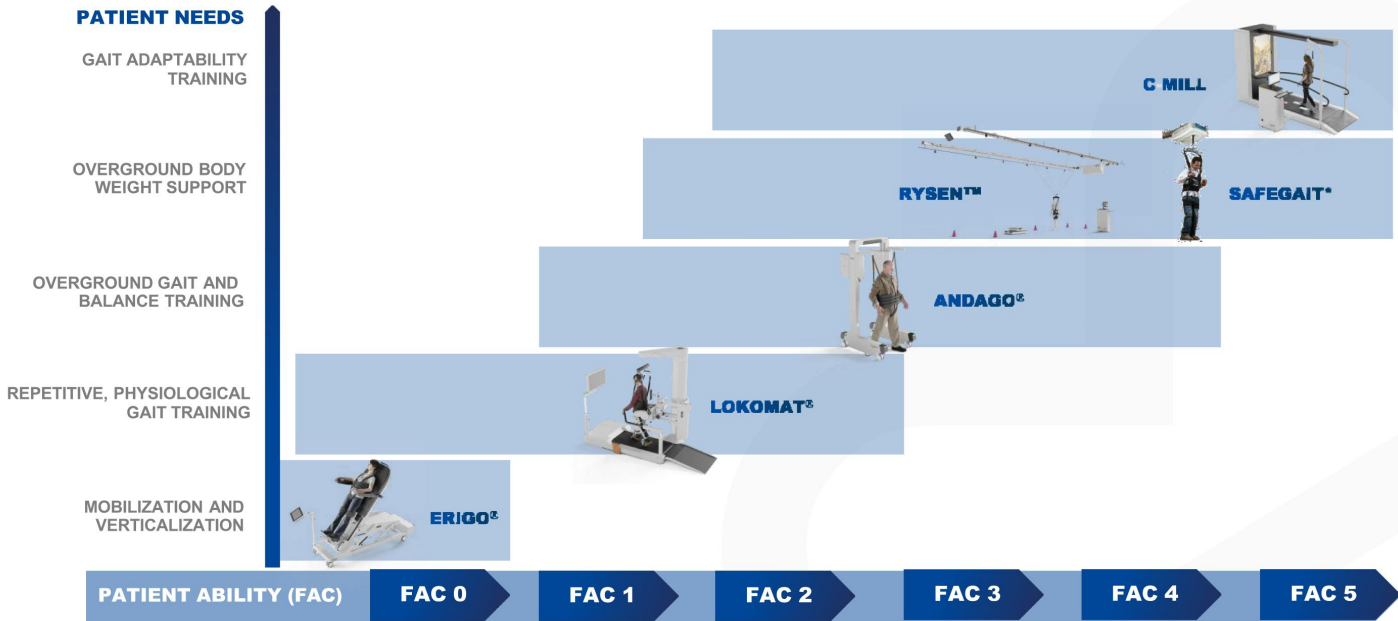 PATIENT NEEDS
GAIT ADAPTABILITY
TRAINING
C MILL
OVERGROUND BODY
WEIGHT SUPPORT
RYSEN™
SAFEGAIT*
OVERGROUND GAIT AND
BALANCE TRAINING
ANDAGO®
REPETITIVE, PHYSIOLOGICAL
GAIT TRAINING
LOKOMAT®
MOBILIZATION AND
VERTICALIZATION
ERIGO®
PATIENT ABILITY (FAC)
FAC 0
FAC 1
FAC 2
FAC 3
FAC 4
FAC 5